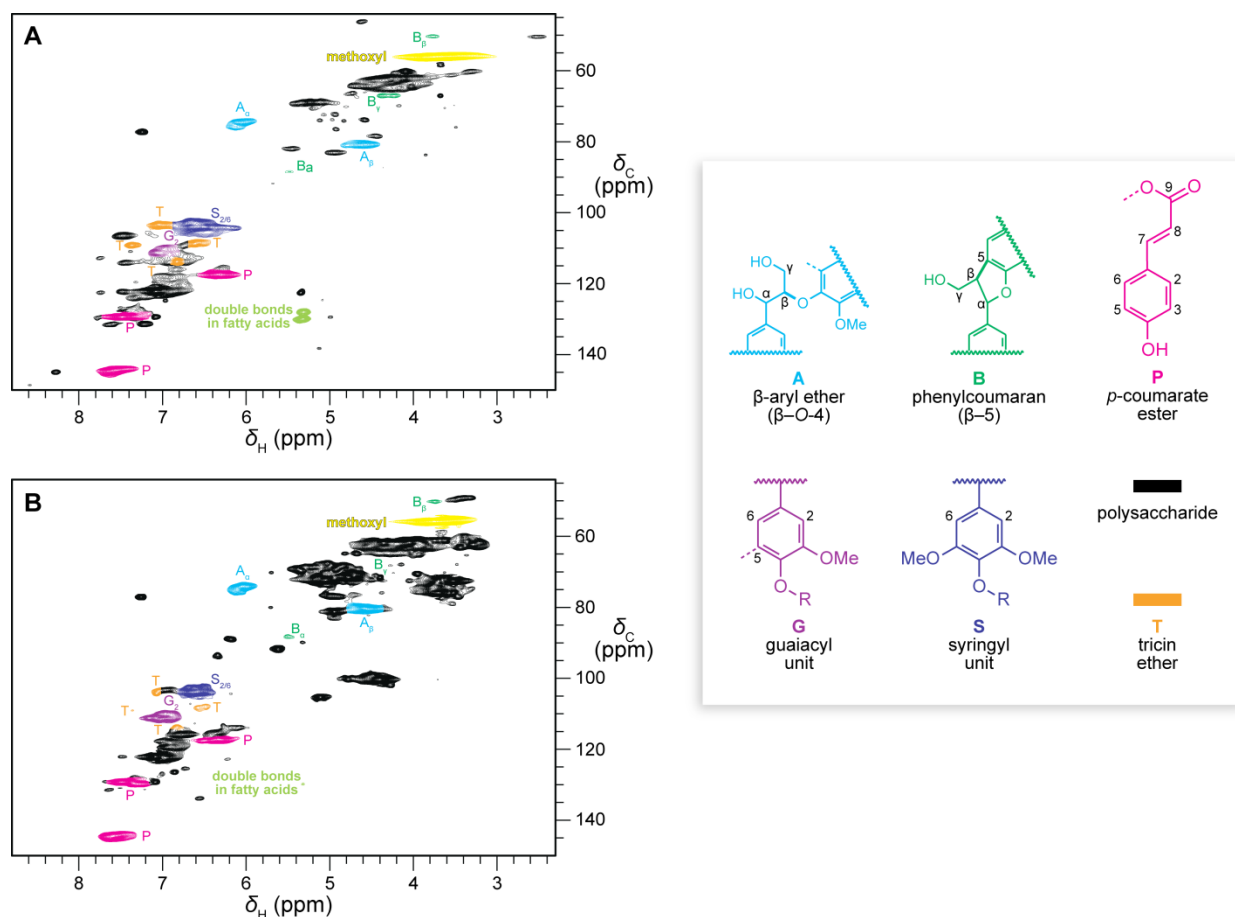 A
Bβ
methoxyl
Bγ
Aα
Aβ
Ba
T
S2/6
G2
T
T
T
P
double bonds
in fatty acids
P
P
60
80
δC
(ppm)
100
120
140
8
7
6
5
4
3
δH (ppm)
B
Bβ
methoxyl
Bγ
Aα
Aβ
Bα
T
S2/6
G2
T
T
T
P
double bonds
in fatty acids
P
P
60
80
δC
(ppm)
100
120
140
8
7
6
5
4
3
δH (ppm)
HO
γ
HO
α
β
O
OMe
A
β-aryl ether
(β–O-4)
5
β
HO
γ
α
O
B
phenylcoumaran
(β–5)
O
9
O
7
8
6
2
5
3
OH
P
p-coumarate
ester
6
2
5
OMe
O
R
G
guaiacyl
unit
6
2
MeO
OMe
O
R
S
syringyl
unit
polysaccharide
T
tricin
ether